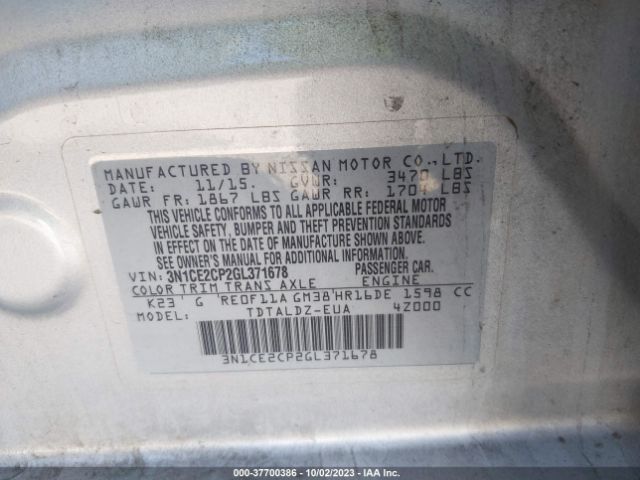 MANUFACTURED BY NISSAN MOTOR CO.,LTD.
DATE: 11/15. GVWR: 3470 LBS
GAWR FR: 1867 LBS GAWR RR: 1704 LBS
THIS VEHICLE CONFORMS TO ALL APPLICABLE FEDERAL MOTOR
VEHICLE SAFETY, BUMPER AND THEFT PREVENTION STANDARDS
IN EFFECT ON THE DATE OF MANUFACTURE SHOWN ABOVE.
SEE OWNER'S MANUAL FOR ADDITIONAL INFORMATION.
VIN: 3N1CE2CP2GL371678 PASSENGER CAR.
COLOR TRIM TRANS AXLE ENGINE
K23 G RE0F11A GM38 HR16DE 1598 CC
MODEL: TDTALDZ-EUA 4Z000
3N1CE2CP2GL371678
000-37700386 - 10/02/2023 - IAA Inc.